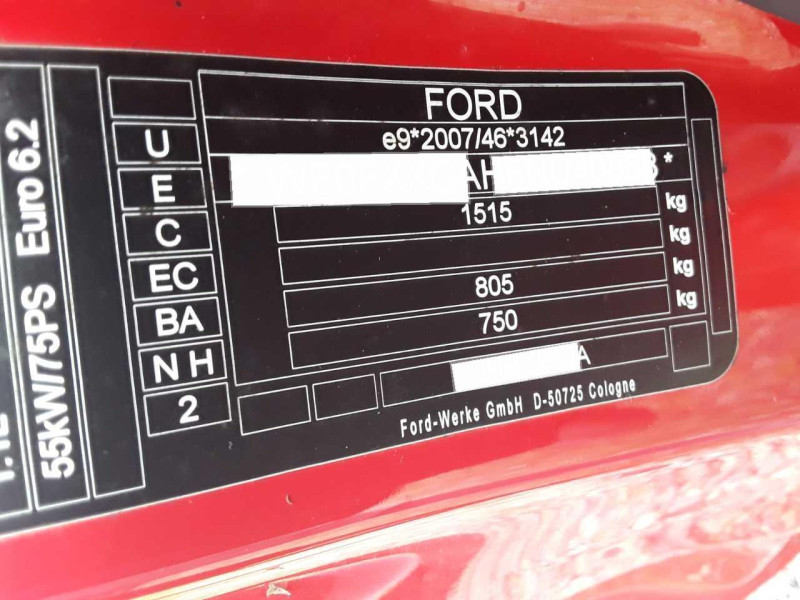 FORD
e9*2007/46*3142
*
1515 kg
kg
805 kg
750 kg
A
Ford-Werke GmbH D-50725 Cologne
U
E
C
EC
BA
N H
2
55kW/75PS Euro 6.2